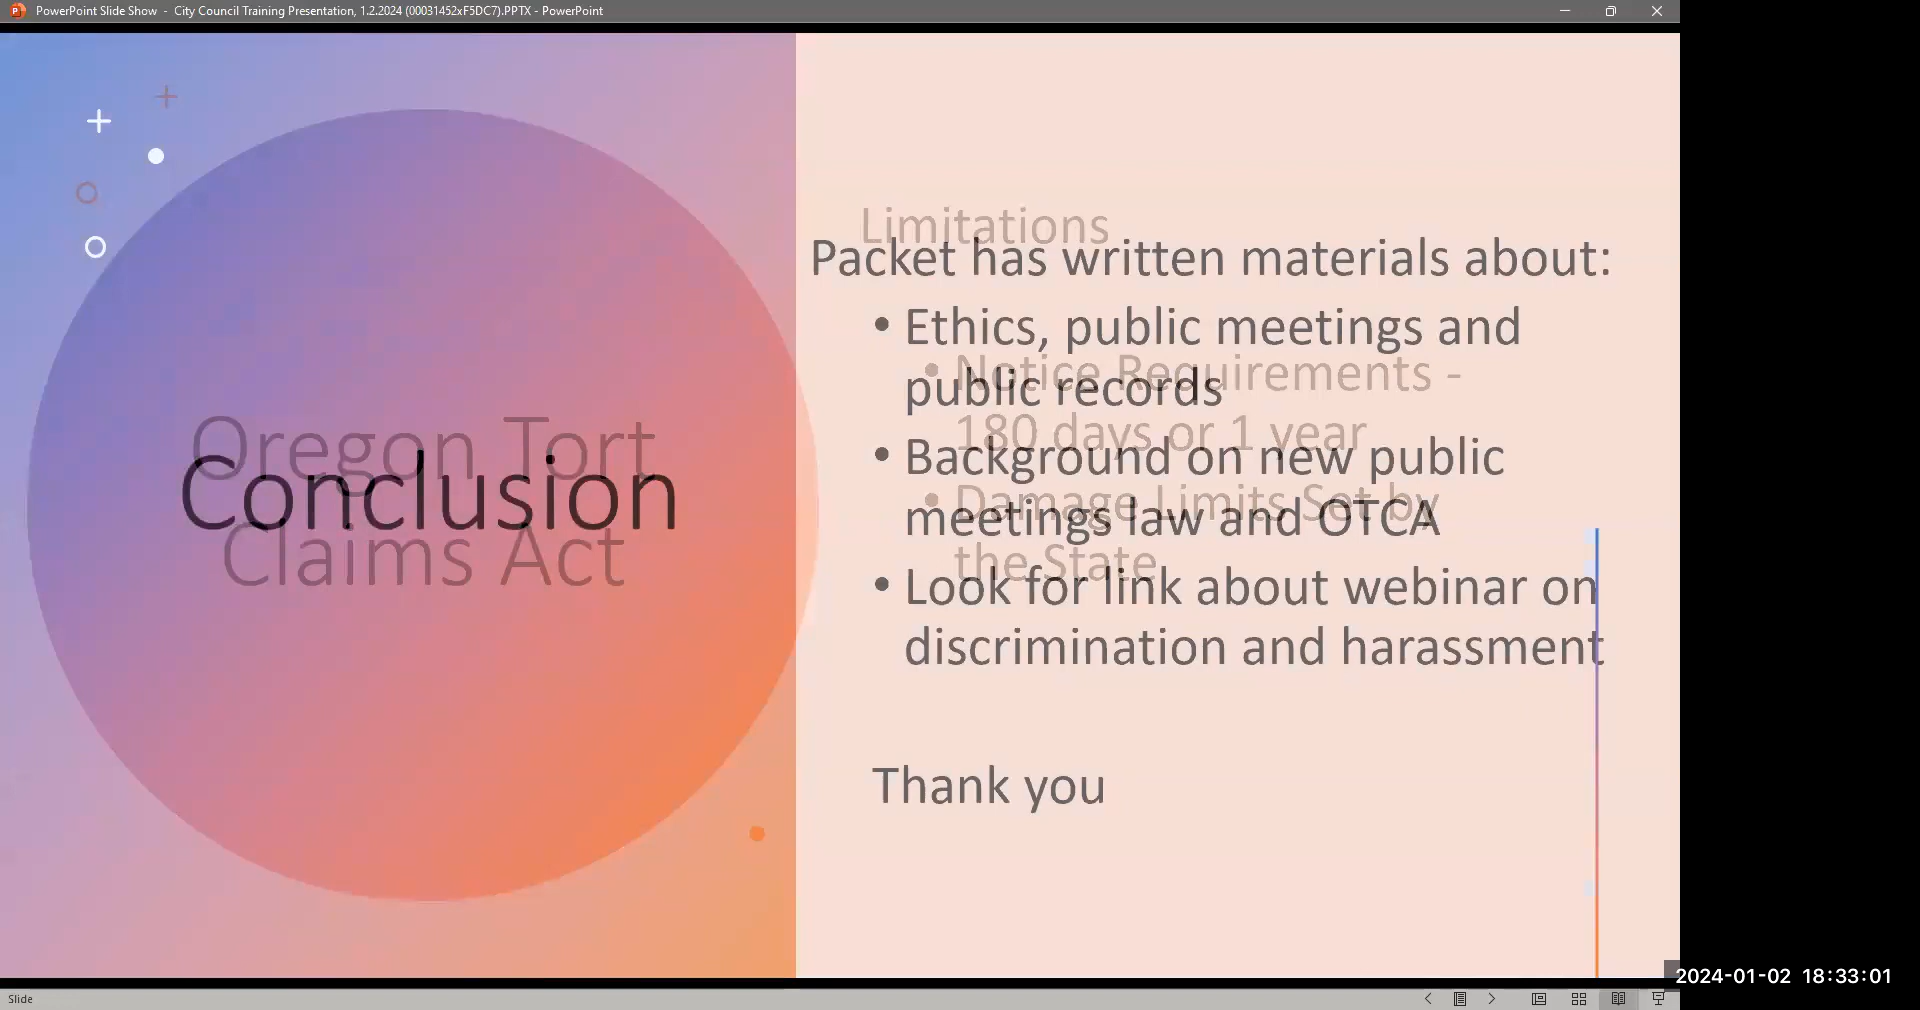 PowerPoint Slide Show - City Council Training Presentation, 1.2.2024 (00031452xF5DC7).PPTX - PowerPoint
Oregon Tort
Conclusion
Claims Act
Limitations
Packet has written materials about:
• Ethics, public meetings and
• Notice Requirements -
public records
180 days or 1 year
• Background on new public
• Damage Limits Set by
meetings law and OTCA
the State
• Look for link about webinar on
discrimination and harassment
Thank you
2024-01-02 18:33:01
Slide